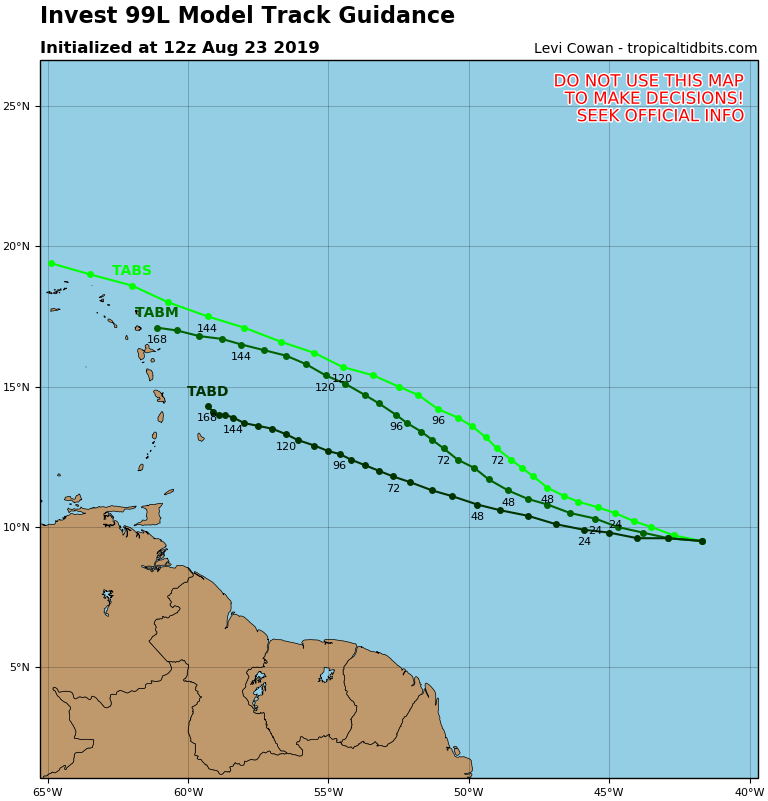 Invest 99L Model Track Guidance
Initialized at 12z Aug 23 2019
Levi Cowan - tropicaltidbits.com
DO NOT USE THIS MAP
TO MAKE DECISIONS!
SEEK OFFICIAL INFO
25°N
20°N
TABS
TABM
168
144
144
120
120
15°N
TABD
168
144
120
96
96
96
72
72
72
48
48
48
24
24
24
10°N
5°N
65°W
60°W
55°W
50°W
45°W
40°W